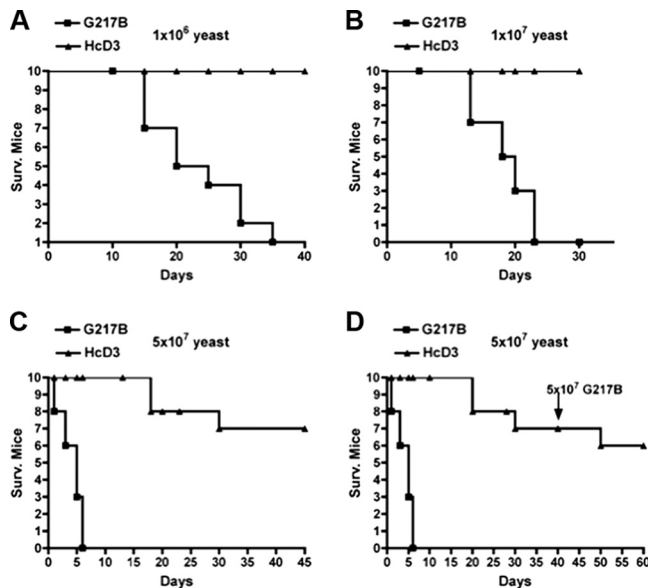 A
G217B
HcD3
1x10⁶ yeast
Surv. Mice
10
9
8
7
6
5
4
3
2
1
0 10 20 30 40
Days
B
G217B
HcD3
1x10⁷ yeast
Surv. Mice
10
9
8
7
6
5
4
3
2
1
0
0 10 20 30
Days
C
G217B
HcD3
5x10⁷ yeast
Surv. Mice
10
9
8
7
6
5
4
3
2
1
0
0 5 10 15 20 25 30 35 40 45
Days
D
G217B
HcD3
5x10⁷ yeast
5x10⁷ G217B
Surv. Mice
10
9
8
7
6
5
4
3
2
1
0
0 5 10 15 20 25 30 35 40 45 50 55 60
Days